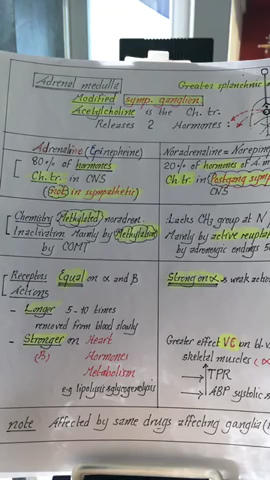 Adrenal medulla
Greater splanchnic
Modified symp. ganglion
Acetylcholine is the Ch. tr.
Releases 2 Hormones:
Adrenaline (Epinephrine)
80% of hormones
Ch. tr. in CNS
(Not in sympathetic)
Noradrenaline = Norepin
20% of hormones of A. m
Ch. tr. in (Postgang. symp
CNS
Chemistry Methylated noradren.
Inactivation Mainly by Methylation
by COMT
: Lacks CH3 group at N
Mainly by active reuptak
by adrenergic endings
Receptors Equal on α and β
Actions
- Longer 5-10 times
removed from blood slowly
- Stronger on Heart
(β) Hormones
Metabolism
e.g. lipolysis & glycogenolysis
Strong on α & weak action
Greater effect VC on bl. v
skeletal muscles (α
→ TPR
→ ABP systolic
note Affected by same drugs affecting ganglia